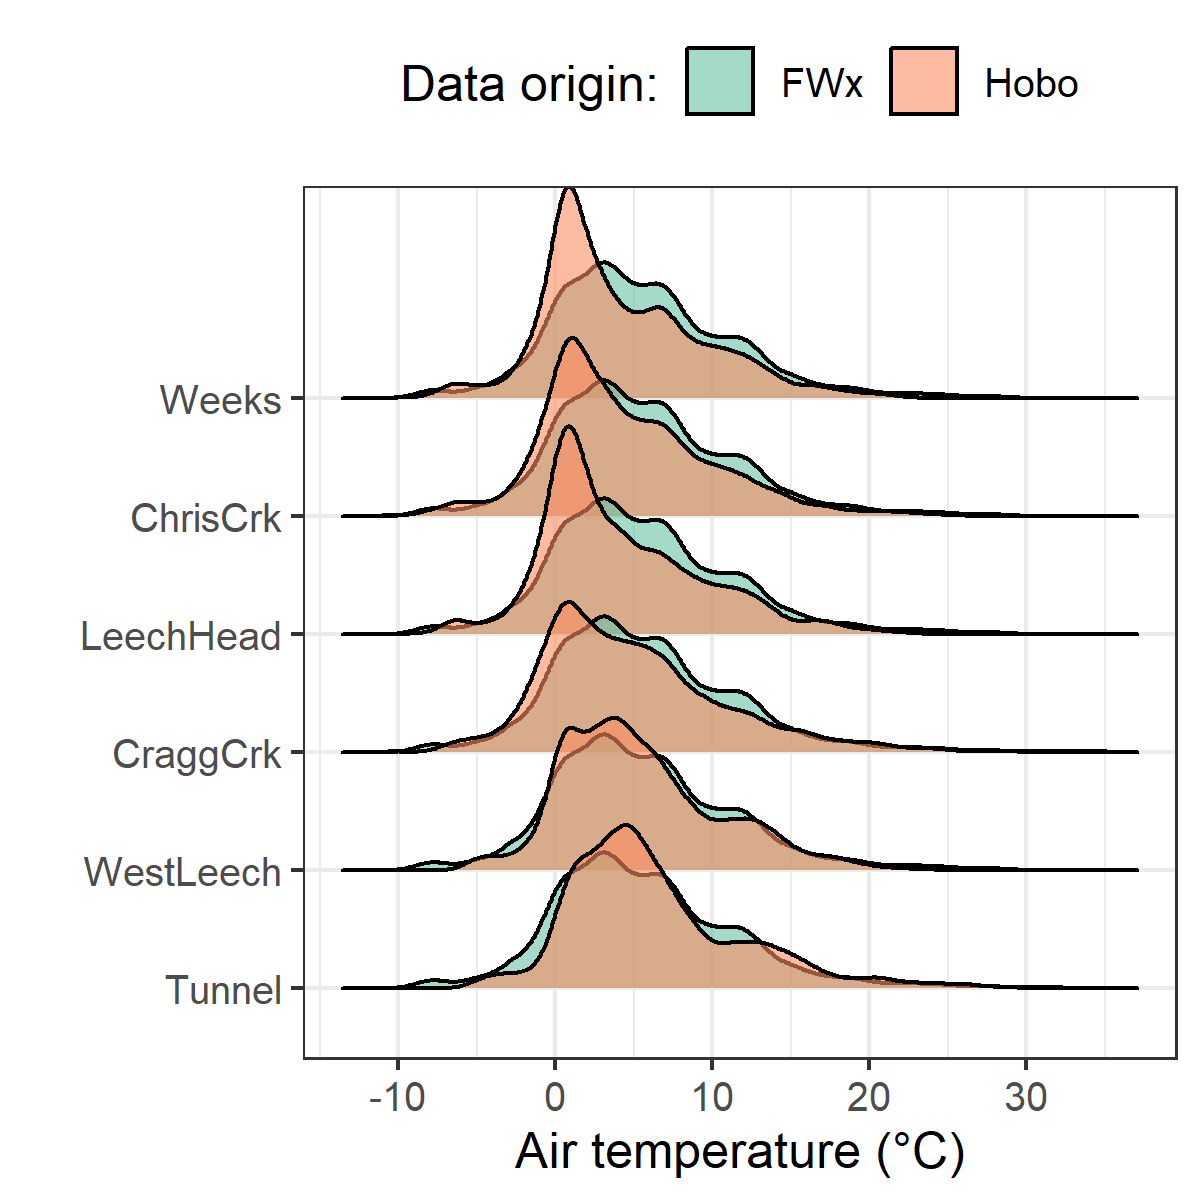 Data origin: FWx Hobo
Weeks
ChrisCrk
LeechHead
CraggCrk
WestLeech
Tunnel
-10 0 10 20 30
Air temperature (°C)